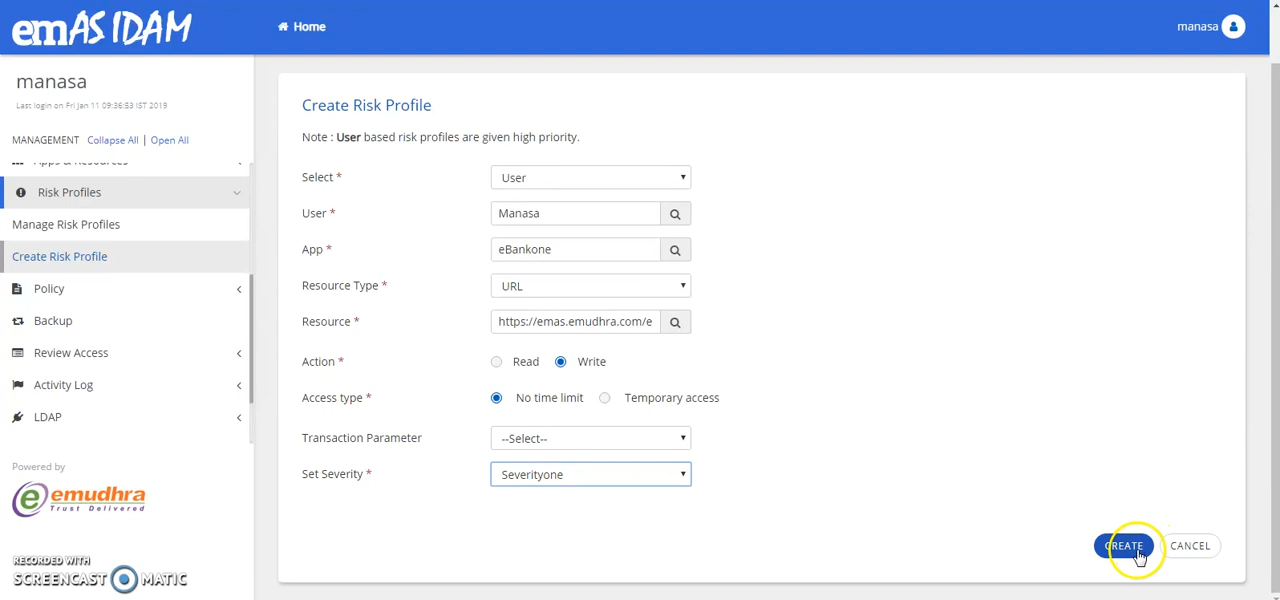 emAS IDAM
Home
manasa
manasa
Last login on Fri Jan 11 09:36:53 IST 2019
MANAGEMENT Collapse All | Open All
Apps & Resources
Risk Profiles
Manage Risk Profiles
Create Risk Profile
Policy
Backup
Review Access
Activity Log
LDAP
Powered by
emudhra
Trust Delivered
RECORDED WITH
SCREENCAST MATIC
Create Risk Profile
Note : User based risk profiles are given high priority.
Select * User
User * Manasa
App * eBankone
Resource Type * URL
Resource * https://emas.emudhra.com/e
Action * Read Write
Access type * No time limit Temporary access
Transaction Parameter --Select--
Set Severity * Severityone
CREATE CANCEL